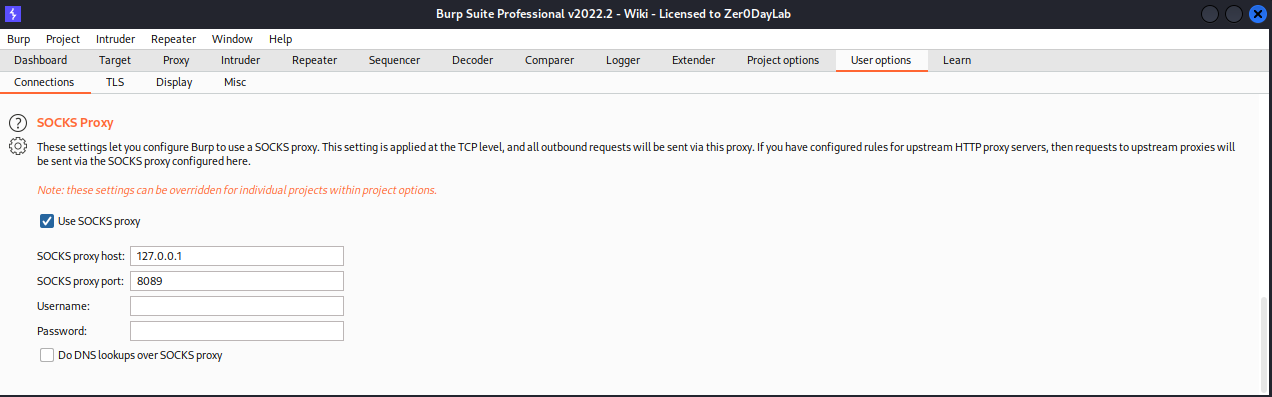 Burp Suite Professional v2022.2 - Wiki - Licensed to Zer0DayLab
Burp Project Intruder Repeater Window Help
Dashboard Target Proxy Intruder Repeater Sequencer Decoder Comparer Logger Extender Project options User options Learn
Connections TLS Display Misc
? SOCKS Proxy
These settings let you configure Burp to use a SOCKS proxy. This setting is applied at the TCP level, and all outbound requests will be sent via this proxy. If you have configured rules for upstream HTTP proxy servers, then requests to upstream proxies will
be sent via the SOCKS proxy configured here.
Note: these settings can be overridden for individual projects within project options.
Use SOCKS proxy
SOCKS proxy host: 127.0.0.1
SOCKS proxy port: 8089
Username:
Password:
Do DNS lookups over SOCKS proxy